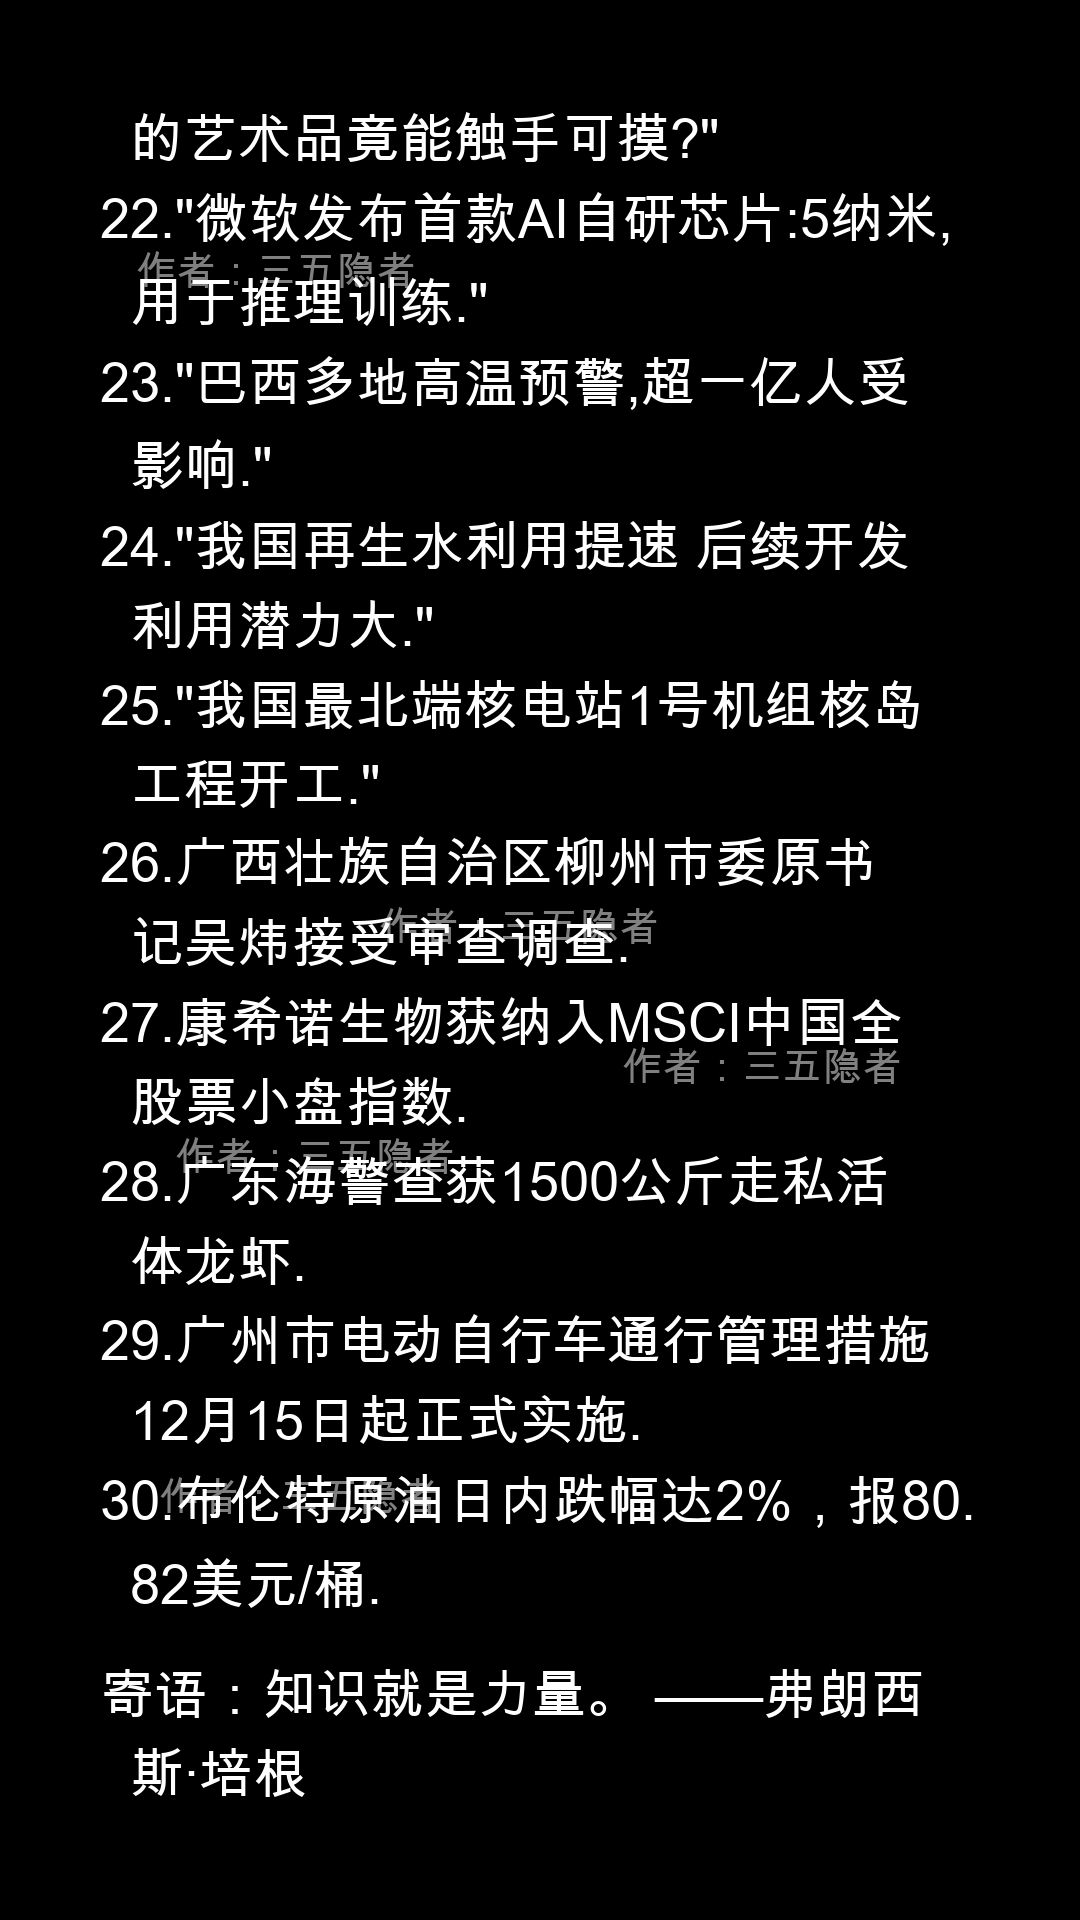 的艺术品竟能触手可摸?"
22."微软发布首款AI自研芯片:5纳米,
作者：三五隐者
用于推理训练."
23."巴西多地高温预警,超一亿人受
影响."
24."我国再生水利用提速 后续开发
利用潜力大."
25."我国最北端核电站1号机组核岛
工程开工."
26.广西壮族自治区柳州市委原书
作者：三五隐者
记吴炜接受审查调查.
27.康希诺生物获纳入MSCI中国全
作者：三五隐者
股票小盘指数.
作者：三五隐者
28.广东海警查获1500公斤走私活
体龙虾.
29.广州市电动自行车通行管理措施
12月15日起正式实施.
作者：三五隐者
30.布伦特原油日内跌幅达2%，报80.
82美元/桶.
寄语：知识就是力量。 ——弗朗西
斯·培根